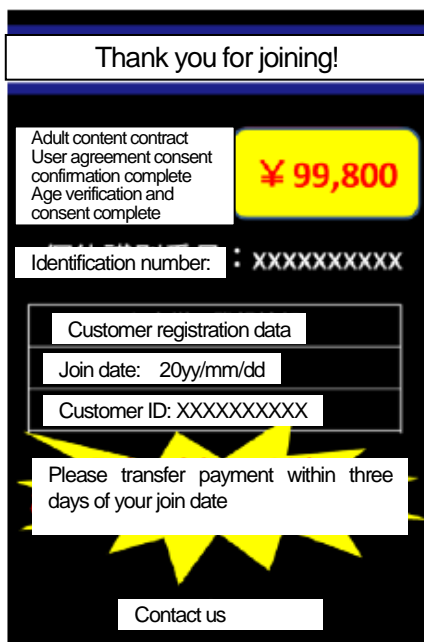 Thank you for joining!
Adult content contract
User agreement consent
confirmation complete
Age verification and
consent complete
¥ 99,800
Identification number: : xxxxxxxxxx
Customer registration data
Join date: 20yy/mm/dd
Customer ID: XXXXXXXXXX
Please transfer payment within three
days of your join date
Contact us